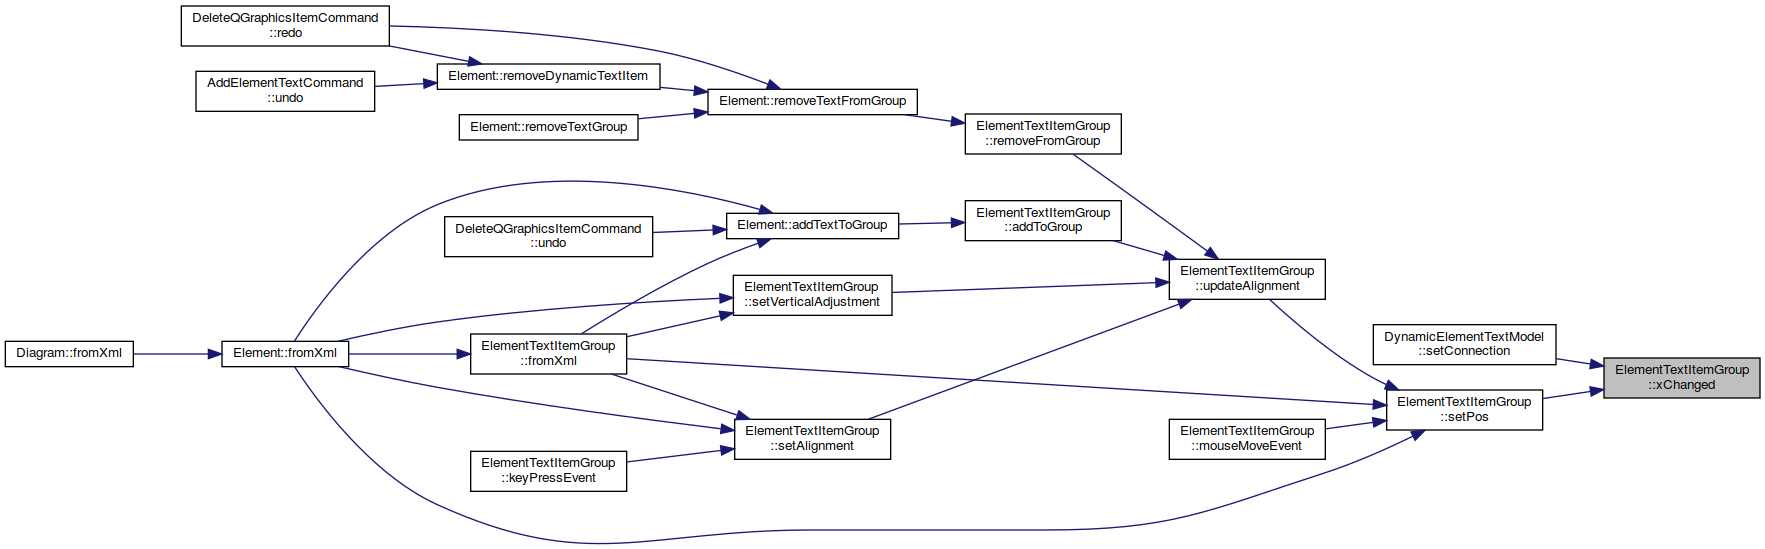 DeleteQGraphicsItemCommand
::redo
Element::removeDynamicTextItem
AddElementTextCommand
::undo
Element::removeTextFromGroup
Element::removeTextGroup
ElementTextItemGroup
::removeFromGroup
ElementTextItemGroup
::addToGroup
Element::addTextToGroup
DeleteQGraphicsItemCommand
::undo
ElementTextItemGroup
::updateAlignment
ElementTextItemGroup
::setVerticalAdjustment
DynamicElementTextModel
::setConnection
ElementTextItemGroup
::fromXml
Element::fromXml
Diagram::fromXml
ElementTextItemGroup
::xChanged
ElementTextItemGroup
::setPos
ElementTextItemGroup
::mouseMoveEvent
ElementTextItemGroup
::setAlignment
ElementTextItemGroup
::keyPressEvent